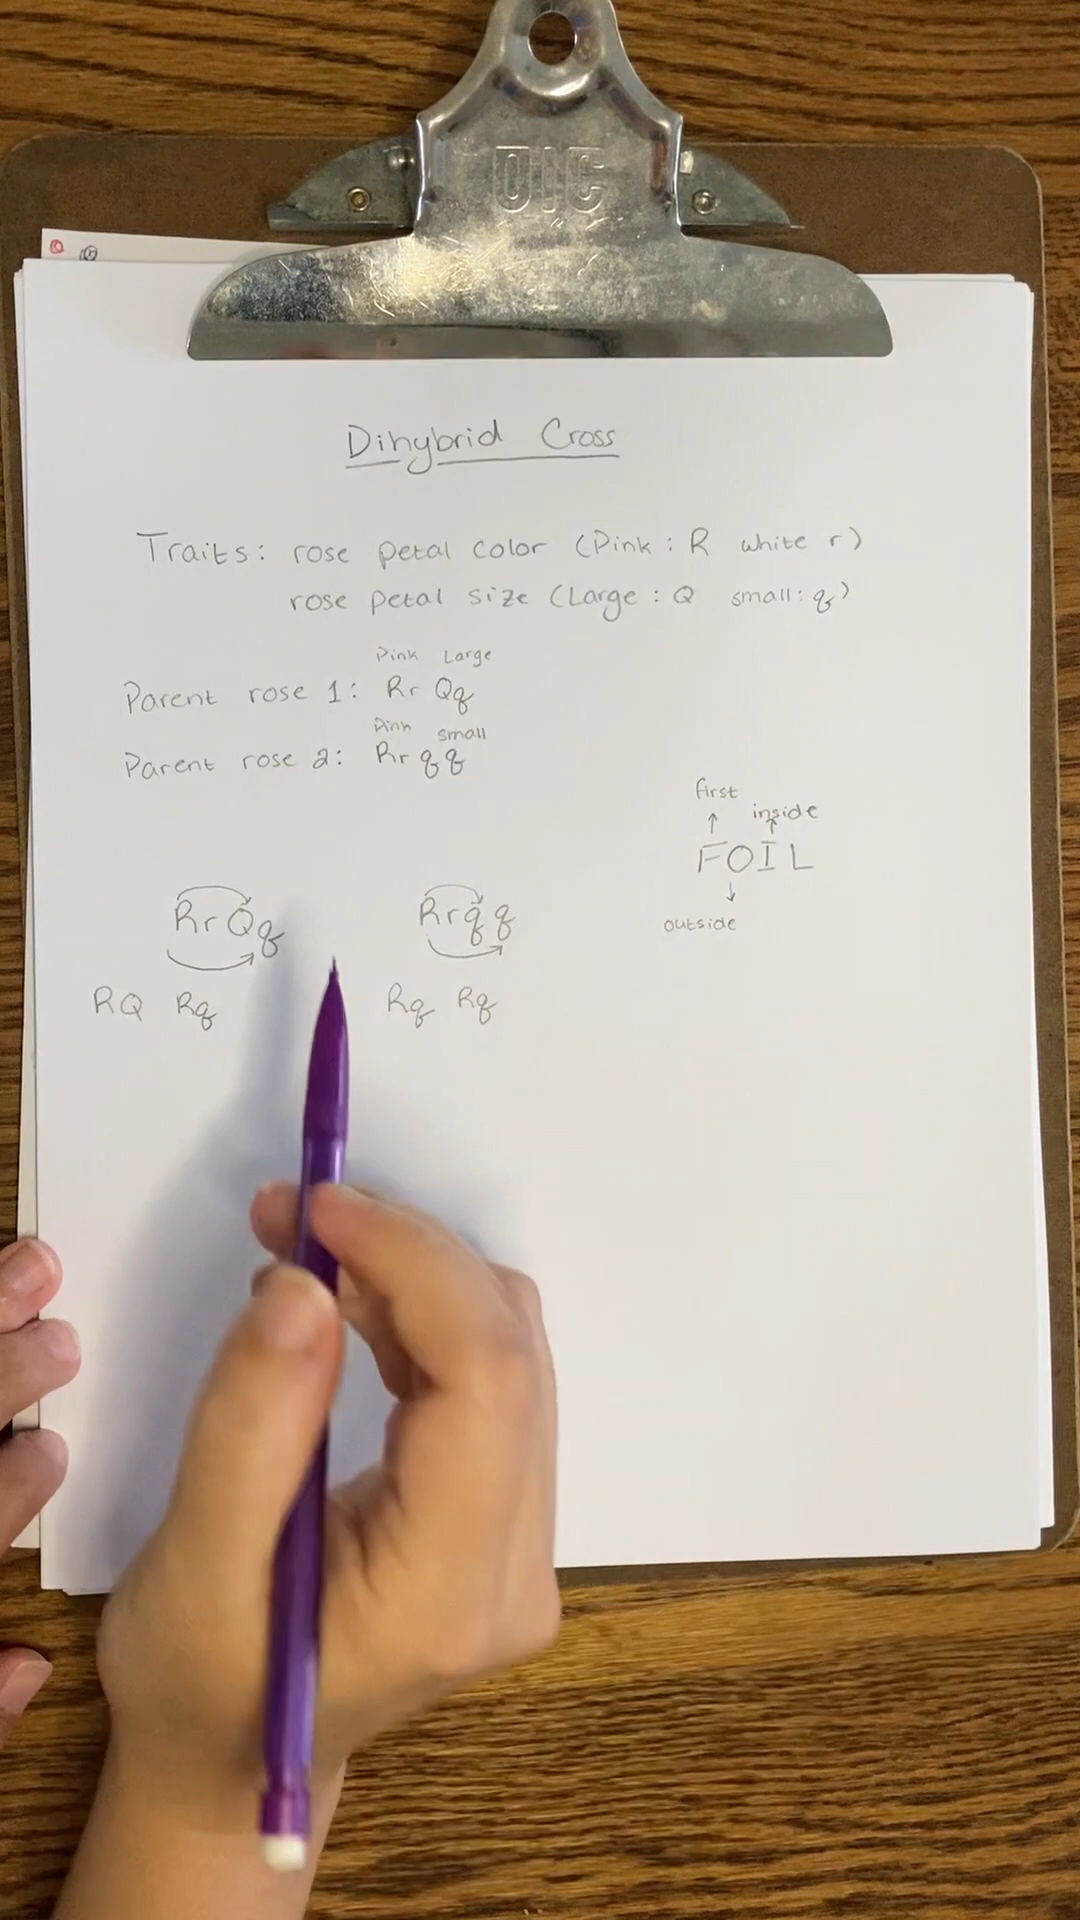 OIC
Dihybrid Cross
Traits: rose petal color (Pink: R white r)
rose petal size (Large: Q small: q)
Pink Large
Parent rose 1: Rr Qq
Pink small
Parent rose 2: Rr qq
first
inside
FOIL
outside
RrQq Rrqq
RQ Rq Rq Rq